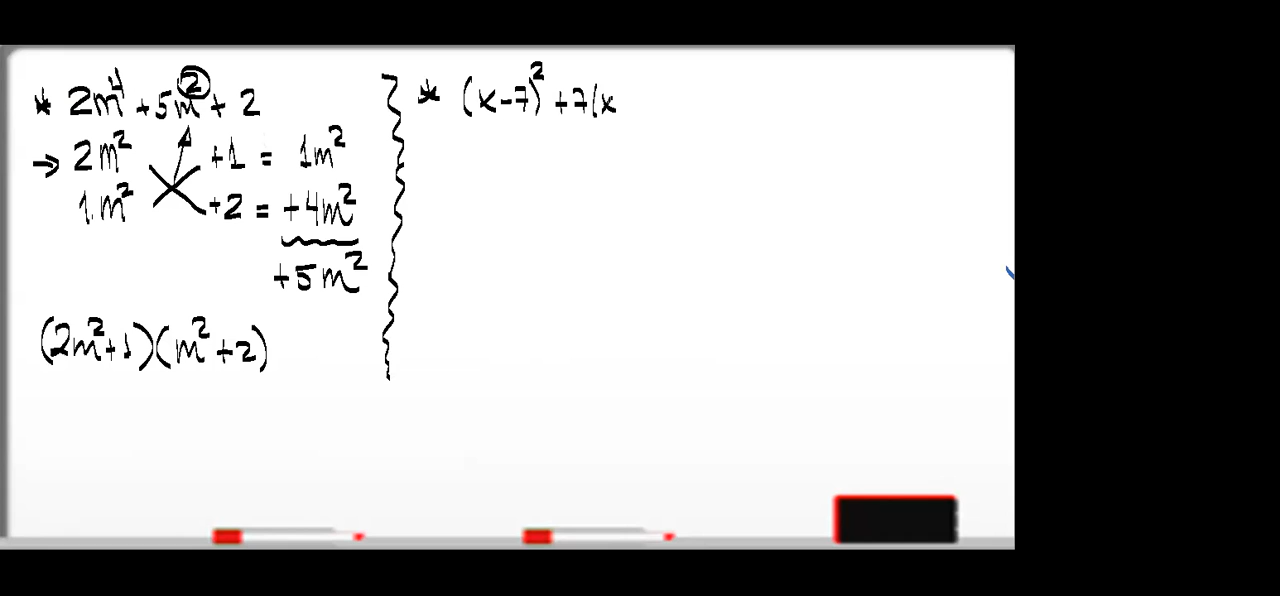 * 2m⁴ + 5m² + 2
⇒ 2m² +1 = 1m²
1m² +2 = +4m²
+5m²
(2m²+1)(m²+2)
* (x-7)² +7(x